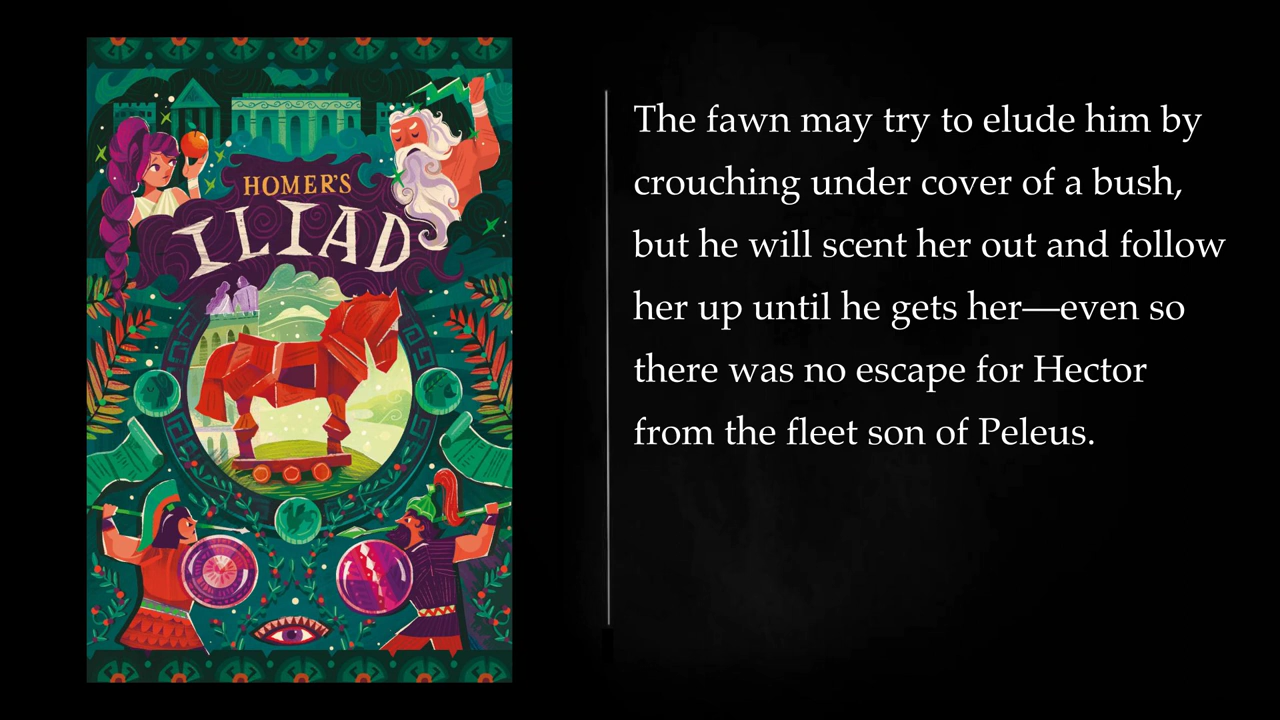 HOMER'S
ILIAD
The fawn may try to elude him by
crouching under cover of a bush,
but he will scent her out and follow
her up until he gets her—even so
there was no escape for Hector
from the fleet son of Peleus.